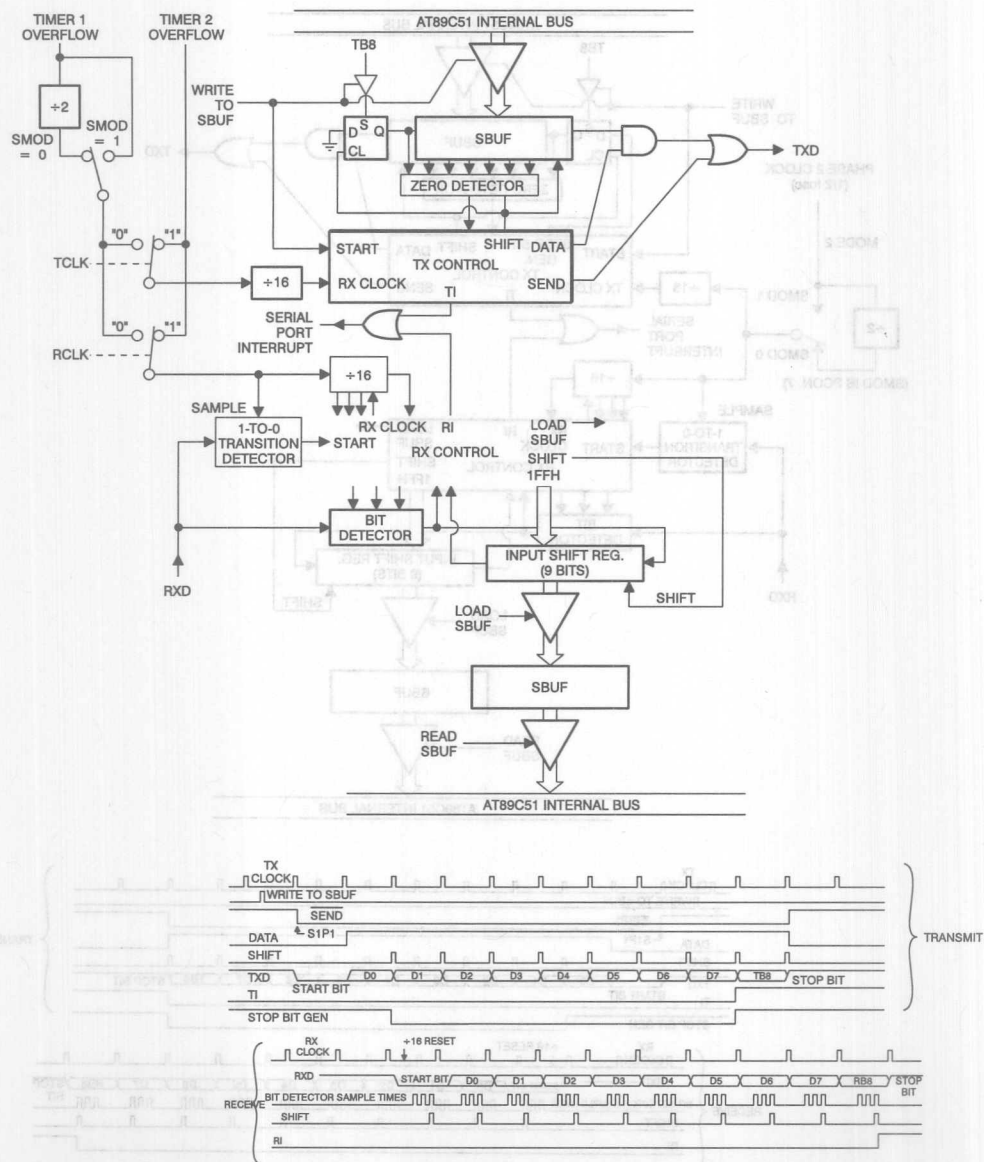 AT89C51 INTERNAL BUS
TIMER 1
OVERFLOW
TIMER 2
OVERFLOW
TB8
WRITE
TO
SBUF
÷2
SMOD
= 0
SMOD
= 1
D S Q
CL
SBUF
TXD
ZERO DETECTOR
"0" "1"
TCLK
START
SHIFT DATA
TX CONTROL
RX CLOCK
SEND
TI
÷16
SERIAL
PORT
INTERRUPT
"0" "1"
RCLK
÷16
SAMPLE
1-TO-0
TRANSITION
DETECTOR
START
RX CLOCK RI
RX CONTROL
LOAD
SBUF
SHIFT
1FFH
BIT
DETECTOR
INPUT SHIFT REG.
(9 BITS)
RXD
SHIFT
LOAD
SBUF
SBUF
READ
SBUF
AT89C51 INTERNAL BUS
TX
CLOCK
WRITE TO SBUF
SEND
S1P1
DATA
SHIFT
TXD
START BIT
D0 D1 D2 D3 D4 D5 D6 D7 TB8
STOP BIT
TI
STOP BIT GEN
TRANSMIT
RX
CLOCK
÷16 RESET
RXD
START BIT D0 D1 D2 D3 D4 D5 D6 D7 RB8 STOP
BIT
RECEIVE
BIT DETECTOR SAMPLE TIMES
SHIFT
RI